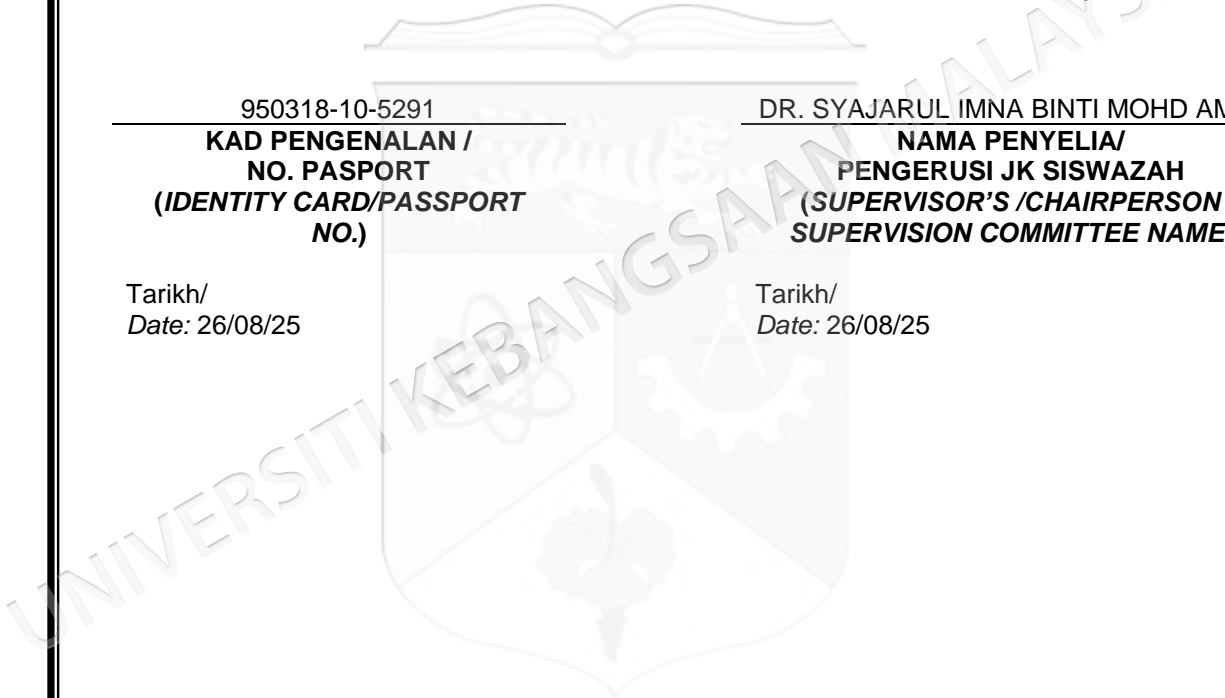 950318-10-5291
KAD PENGENALAN /
NO. PASPORT
(IDENTITY CARD/PASSPORT
NO.)
Tarikh/
Date: 26/08/25
DR. SYAJARUL IMNA BINTI MOHD
NAMA PENYELIA/
PENGERUSI JK SISWAZAH
(SUPERVISOR'S /CHAIRPERSON
SUPERVISION COMMITTEE NAME
Tarikh/
Date: 26/08/25
UNIVERSITI KEBANGSAAN